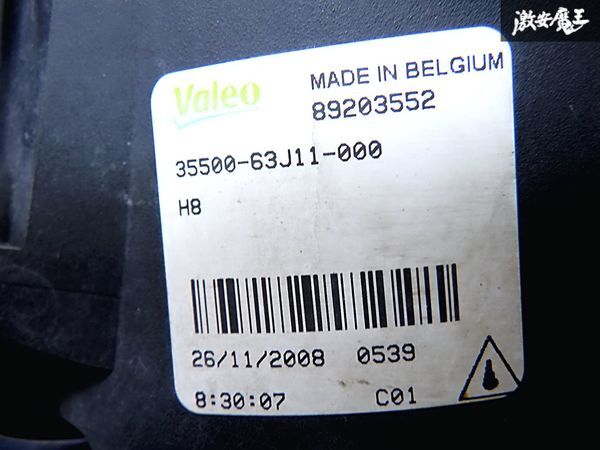 激安魔王
Valeo
MADE IN BELGIUM
89203552
35500-63J11-000
H8
26/11/2008 0539
8:30:07 C01